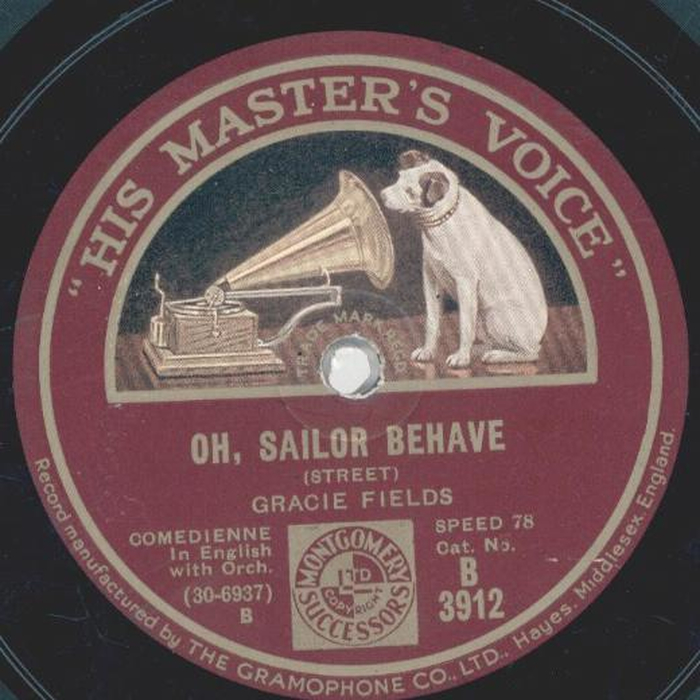 "HIS MASTER'S VOICE"
TRADE MARK REGD
OH, SAILOR BEHAVE
(STREET)
GRACIE FIELDS
COMEDIENNE
In English
with Orch.
(30-6937)
B
MONTGOMERY
LTD
COPYRIGHT
SUCCESSORS
SPEED 78
Cat. No.
B
3912
Record manufactured by THE GRAMOPHONE CO., LTD., Hayes, Middlesex, England.